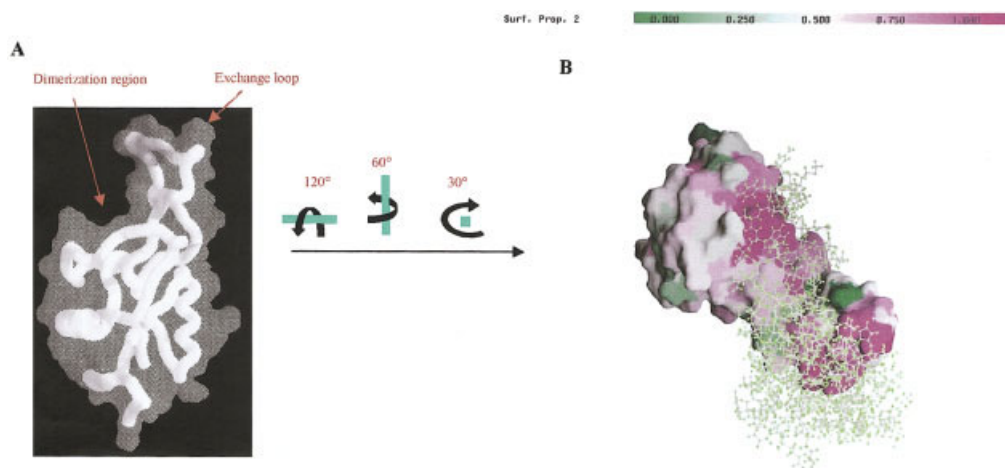 Surf. Prop. 2 0.000 0.250 0.500 0.750
A
B
Dimerization region Exchange loop
120° 60° 30°